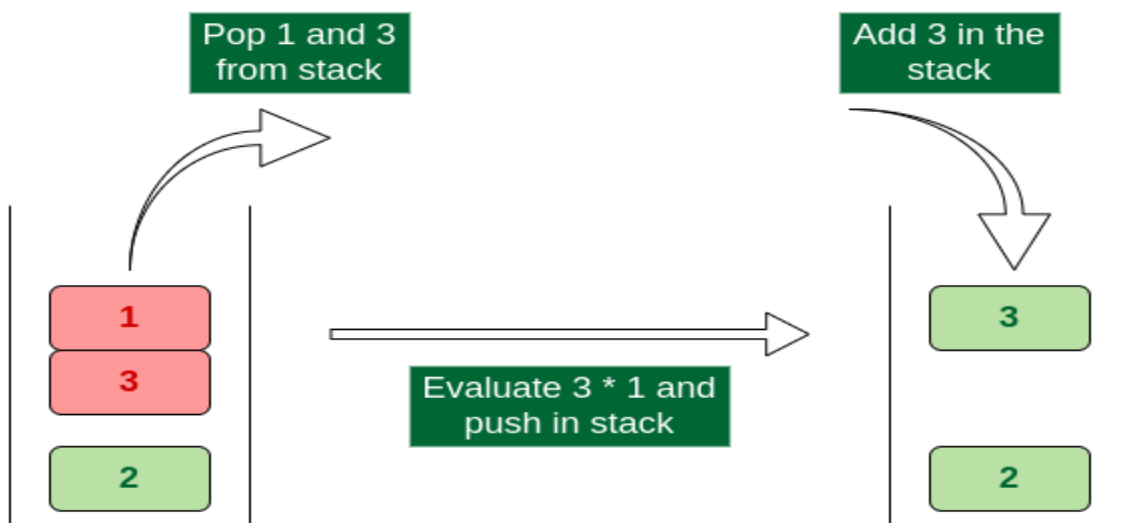 Pop 1 and 3
from stack
Add 3 in the
stack
1
3
2
Evaluate 3 * 1 and
push in stack
3
2